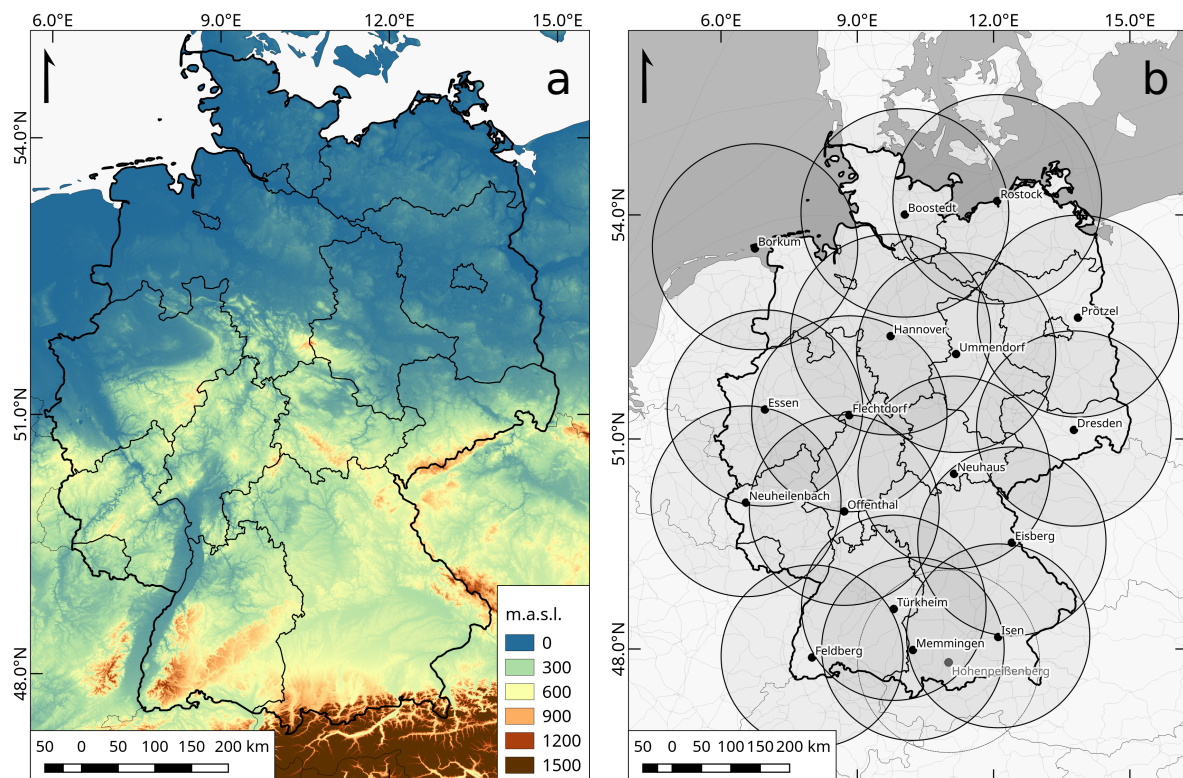 6.0°E 9.0°E 12.0°E 15.0°E
a
54.0°N
51.0°N
48.0°N
m.a.s.l.
0
300
600
900
1200
1500
50 0 50 100 150 200 km
6.0°E 9.0°E 12.0°E 15.0°E
b
54.0°N
51.0°N
48.0°N
Rostock
Boostedt
Borkum
Prötzel
Hannover
Ummendorf
Essen
Flechtdorf
Dresden
Neuhaus
Neuheilenbach
Offenthal
Eisberg
Türkheim
Isen
Memmingen
Feldberg
Hohenpeißenberg
50 0 50 100 150 200 km